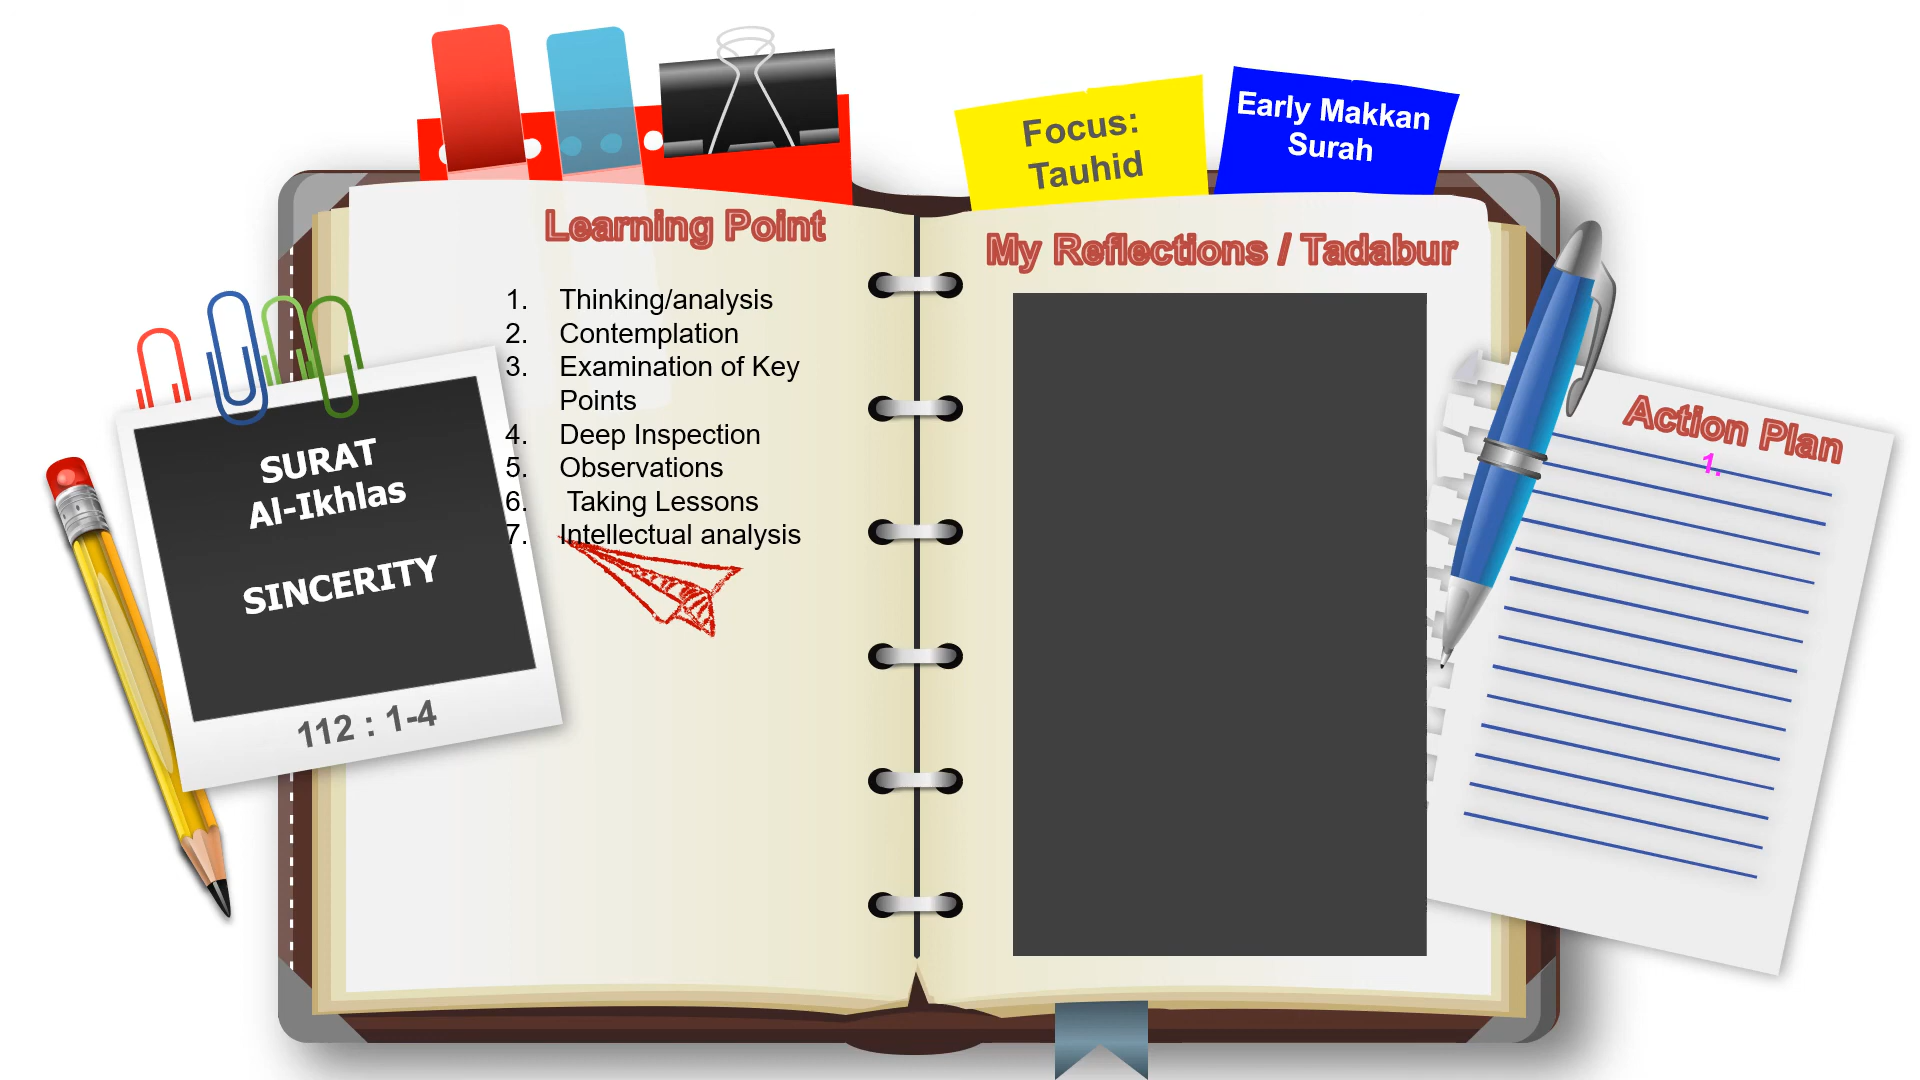 Focus:
Tauhid
Early Makkan
Surah
Learning Point
1. Thinking/analysis
2. Contemplation
3. Examination of Key
Points
4. Deep Inspection
5. Observations
6. Taking Lessons
7. Intellectual analysis
SURAT
Al-Ikhlas
SINCERITY
112 : 1-4
My Reflections / Tadabur
Action Plan
1.